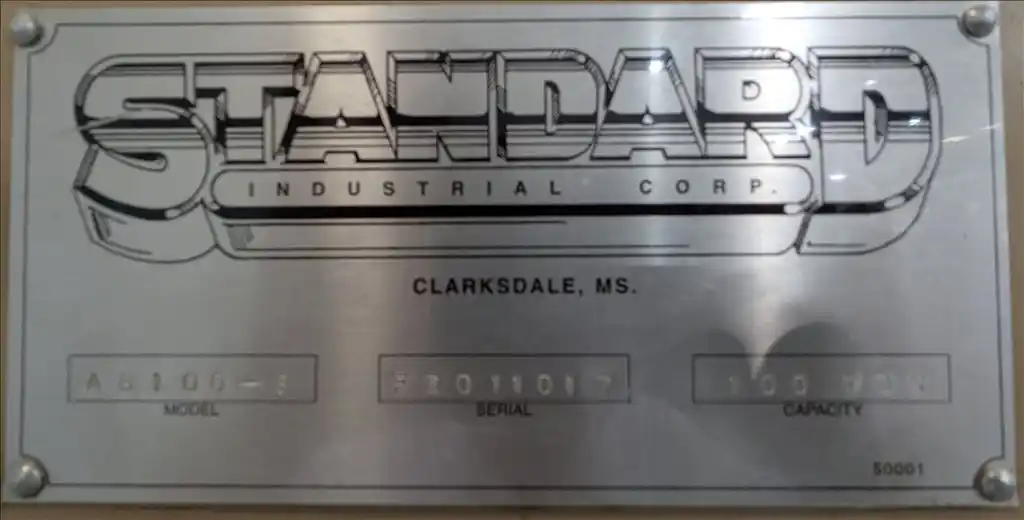 STANDARD
INDUSTRIAL CORP.
CLARKSDALE, MS.
MODEL SERIAL CAPACITY
50001